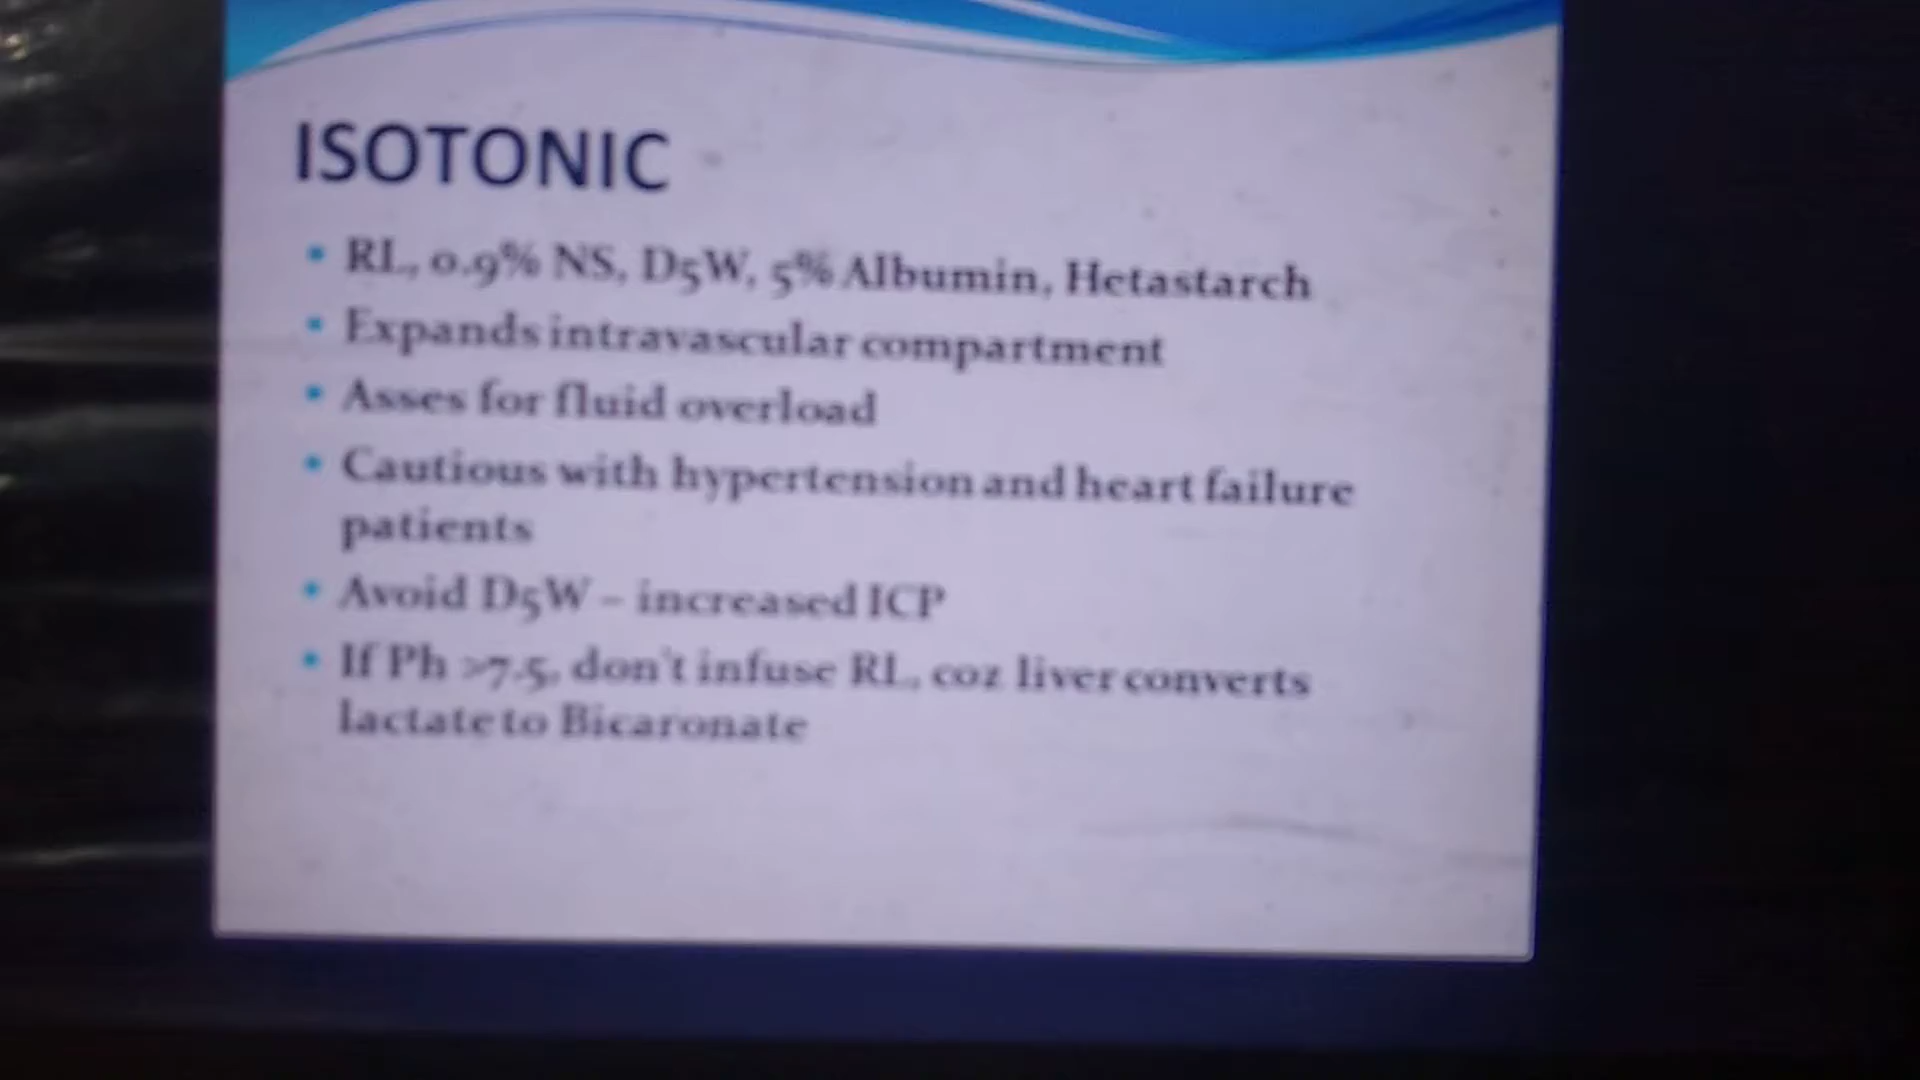 ISOTONIC
RL, 0.9% NS, D5W, 5% Albumin, Hetastarch
Expands intravascular compartment
Asses for fluid overload
Cautious with hypertension and heart failure
patients
Avoid D5W – increased ICP
If Ph >7.5, don't infuse RL, coz liver converts
lactate to Bicaronate